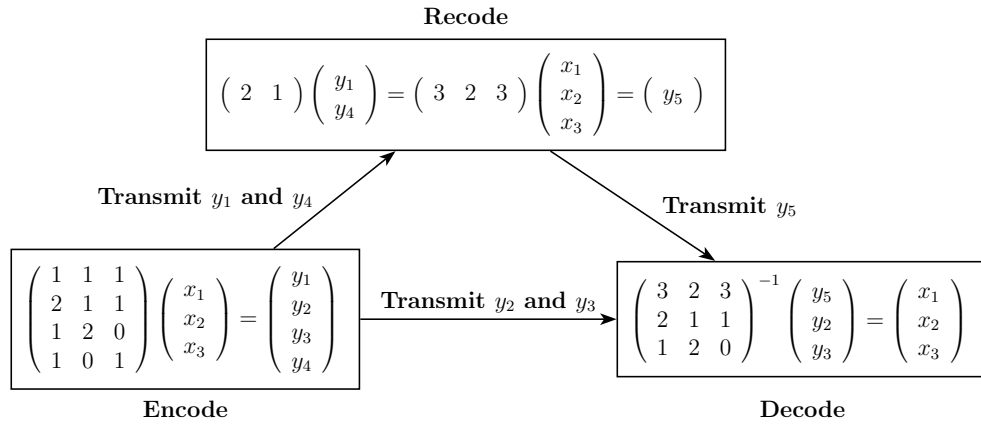 Recode
( 2 1 ) ( y₁ y₄ ) = ( 3 2 3 ) ( x₁ x₂ x₃ ) = ( y₅ )
Transmit y₁ and y₄
Transmit y₅
( 1 1 1
2 1 1
1 2 0
1 0 1 ) ( x₁ x₂ x₃ ) = ( y₁ y₂ y₃ y₄ )
Encode
Transmit y₂ and y₃
( 3 2 3
2 1 1
1 2 0 )⁻¹ ( y₅ y₂ y₃ ) = ( x₁ x₂ x₃ )
Decode